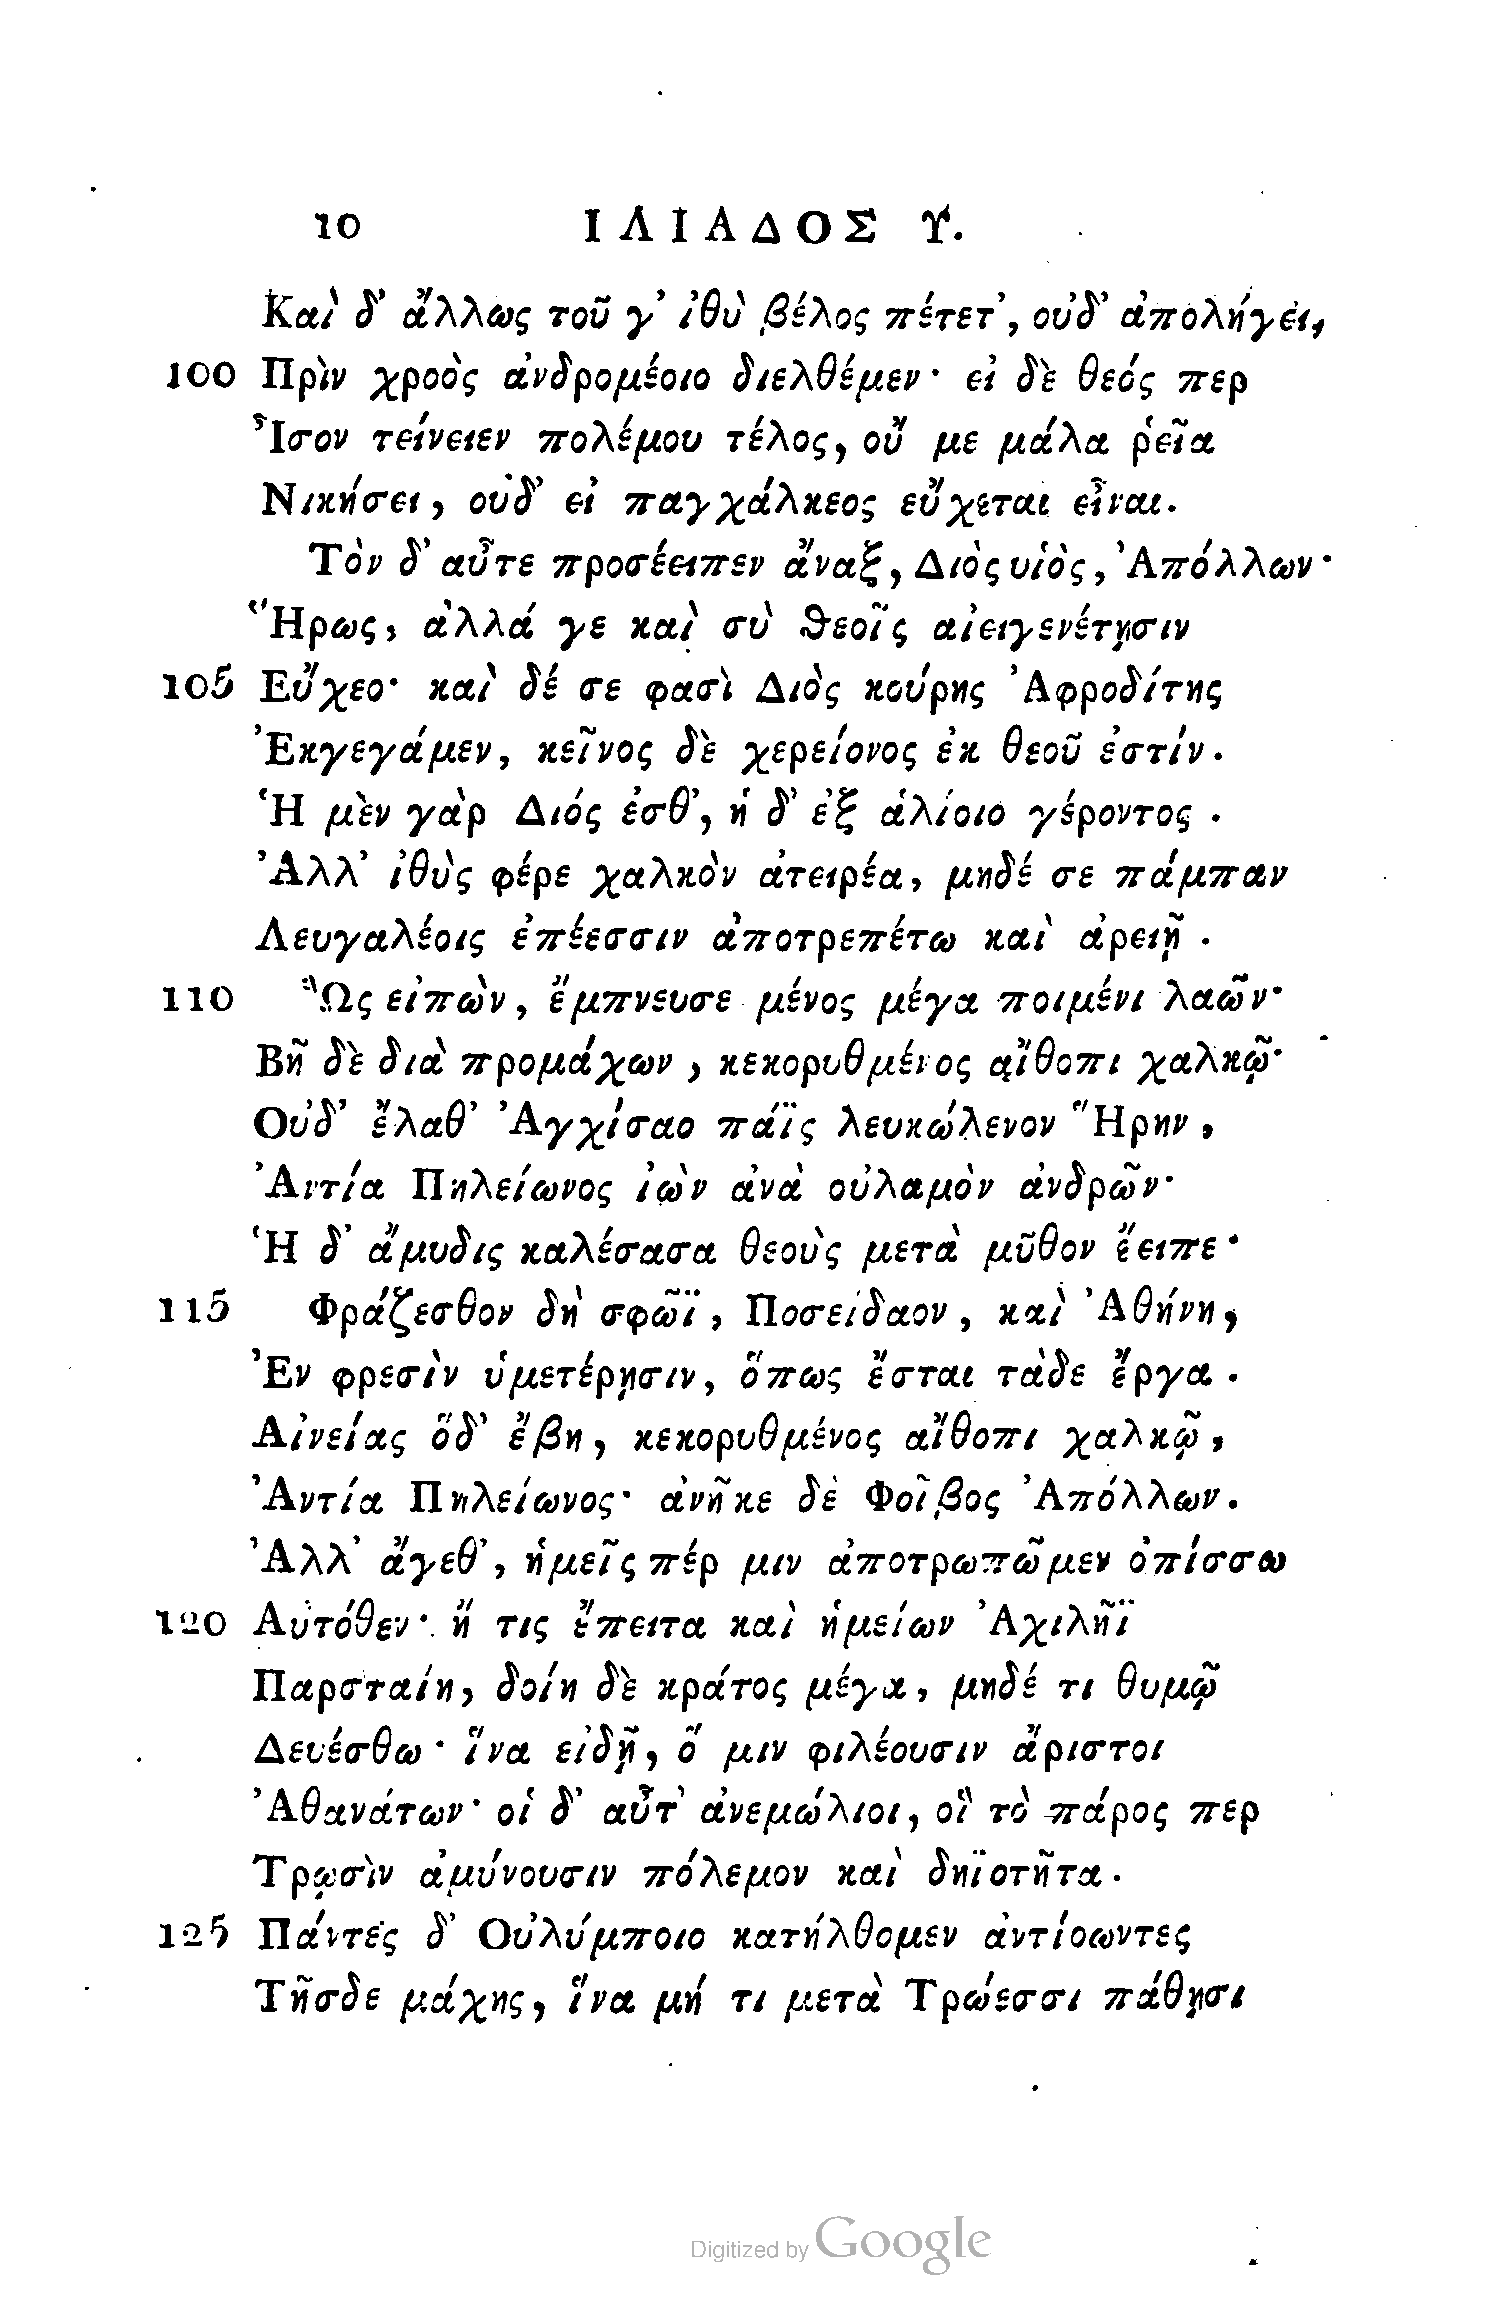 10 ΙΛΙΑΔΟΣ Υ.
Καὶ δ' ἄλλως τοῦ γ' ἰθὺ βέλος πέτετ', οὐδ' ἀπολήγει,
100 Πρὶν χροὸς ἀνδρομέοιο διελθέμεν· εἰ δὲ θεός περ
Ἶσον τείνειεν πολέμου τέλος, οὔ με μάλα ῥεῖα
Νικήσει, οὐδ' εἰ παγχάλκεος εὔχεται εἶναι.
Τὸν δ' αὖτε προσέειπεν ἄναξ, Διὸς υἱὸς, Ἀπόλλων·
Ἥρως, ἀλλά γε καὶ σὺ θεοῖς αἰειγενέτῃσιν
105 Εὔχεο· καὶ δέ σε φασὶ Διὸς κούρης Ἀφροδίτης
Ἐκγεγάμεν, κεῖνος δὲ χερείονος ἐκ θεοῦ ἐστίν.
Ἡ μὲν γὰρ Διός ἐσθ', ἡ δ' ἐξ ἁλίοιο γέροντος.
Ἀλλ' ἰθὺς φέρε χαλκὸν ἀτειρέα, μηδέ σε πάμπαν
Λευγαλέοις ἐπέεσσιν ἀποτρεπέτω καὶ ἀρειῇ.
110 Ὣς εἰπὼν, ἔμπνευσε μένος μέγα ποιμένι λαῶν·
Βῆ δὲ διὰ προμάχων, κεκορυθμένος αἴθοπι χαλκῷ·
Οὐδ' ἔλαθ' Ἀγχίσαο πάϊς λευκώλενον Ἥρην,
Ἀντία Πηλείωνος ἰὼν ἀνὰ οὐλαμὸν ἀνδρῶν·
Ἡ δ' ἄμυδις καλέσασα θεοὺς μετὰ μῦθον ἔειπε·
115 Φράζεσθον δὴ σφῶϊ, Ποσείδαον, καὶ Ἀθήνη,
Ἐν φρεσὶν ὑμετέρῃσιν, ὅπως ἔσται τάδε ἔργα.
Αἰνείας ὅδ' ἔβη, κεκορυθμένος αἴθοπι χαλκῷ,
Ἀντία Πηλείωνος· ἀνῆκε δὲ Φοῖβος Ἀπόλλων.
Ἀλλ' ἄγεθ', ἡμεῖς πέρ μιν ἀποτρωπῶμεν ὀπίσσω
120 Αὐτόθεν· ἤ τις ἔπειτα καὶ ἡμείων Ἀχιλῆϊ
Παρσταίη, δοίη δὲ κράτος μέγα, μηδέ τι θυμῷ
Δευέσθω· ἵνα εἰδῇ, ὅ μιν φιλέουσιν ἄριστοι
Ἀθανάτων· οἱ δ' αὖτ' ἀνεμώλιοι, οἳ τὸ πάρος περ
Τρωσὶν ἀμύνουσιν πόλεμον καὶ δηϊοτῆτα.
125 Πάντες δ' Οὐλύμποιο κατήλθομεν ἀντίοωντες
Τῆσδε μάχης, ἵνα μή τι μετὰ Τρώεσσι πάθῃσι
Digitized by Google